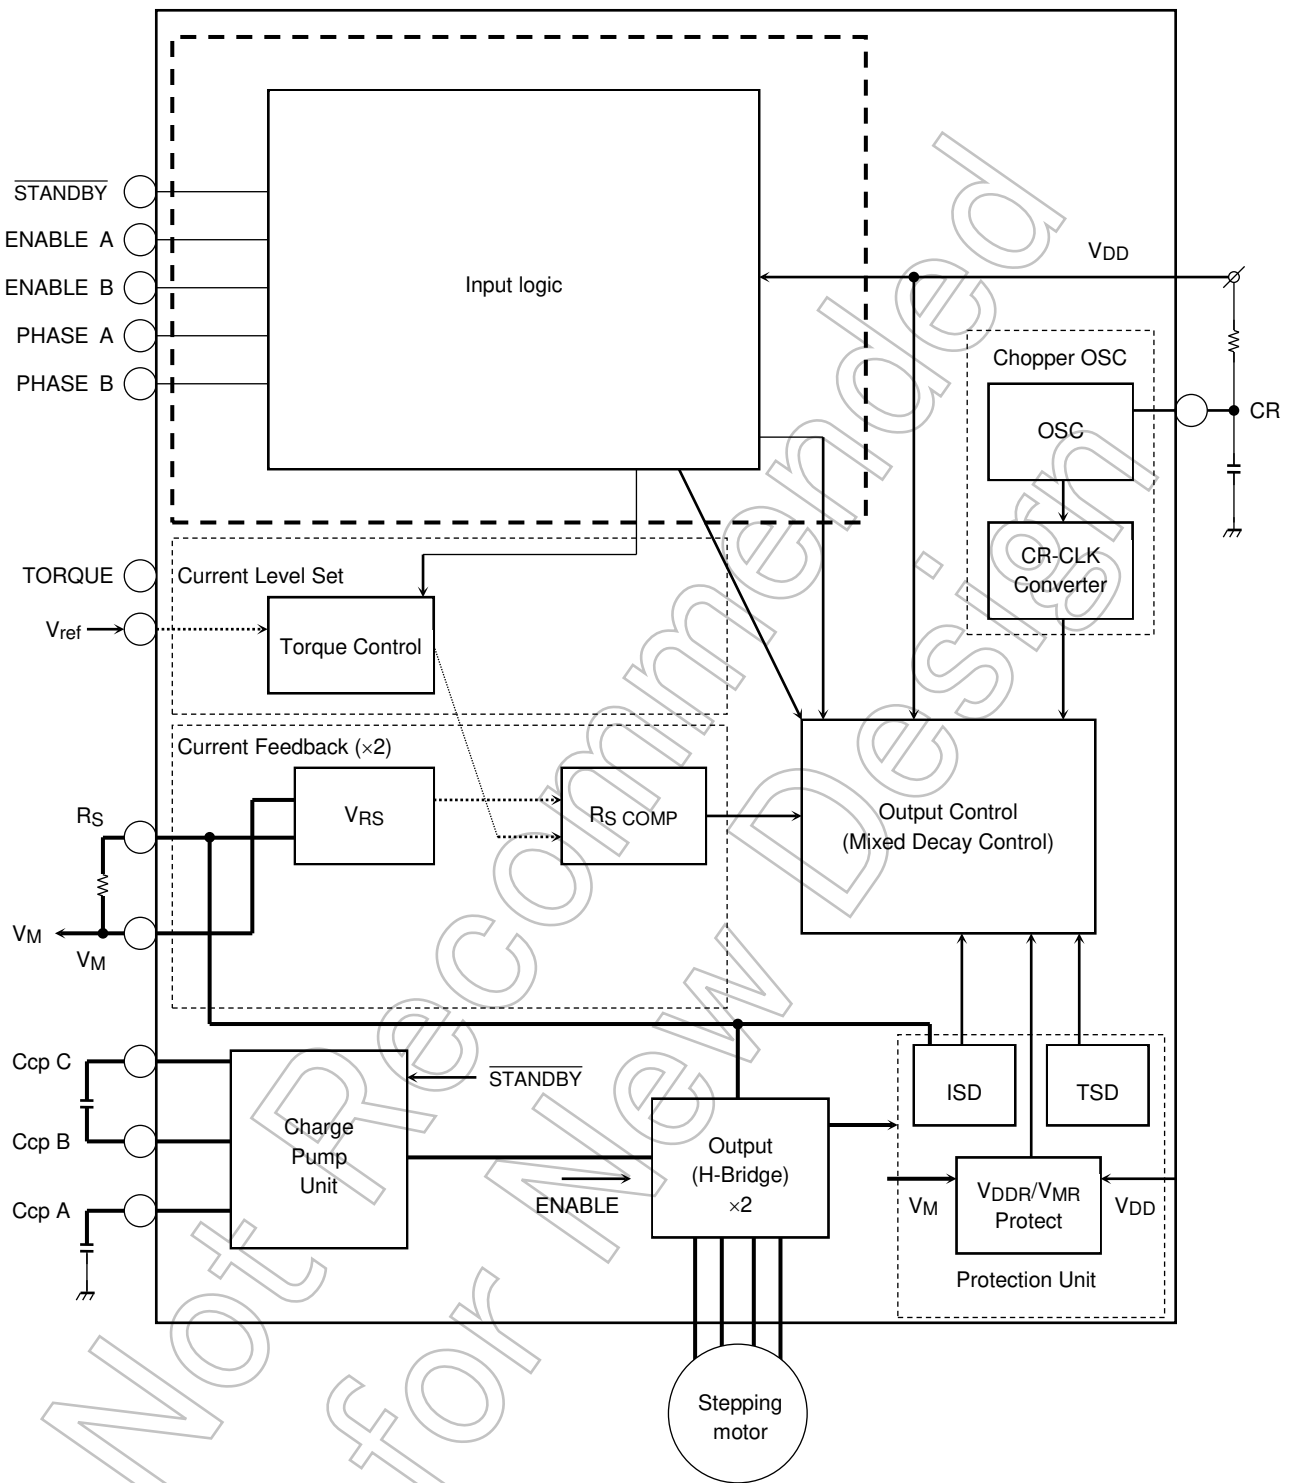 STANDBY
ENABLE A
ENABLE B
PHASE A
PHASE B
Input logic
VDD
Chopper OSC
OSC
CR
CR-CLK
Converter
TORQUE
Vref
Current Level Set
Torque Control
Current Feedback (×2)
VRS
RS COMP
Output Control
(Mixed Decay Control)
RS
VM
VM
Ccp C
Ccp B
Ccp A
Charge
Pump
Unit
STANDBY
ENABLE
Output
(H-Bridge)
×2
ISD
TSD
VM
VDDR/VMR
Protect
VDD
Protection Unit
Stepping
motor
Not Recommended
for New Design